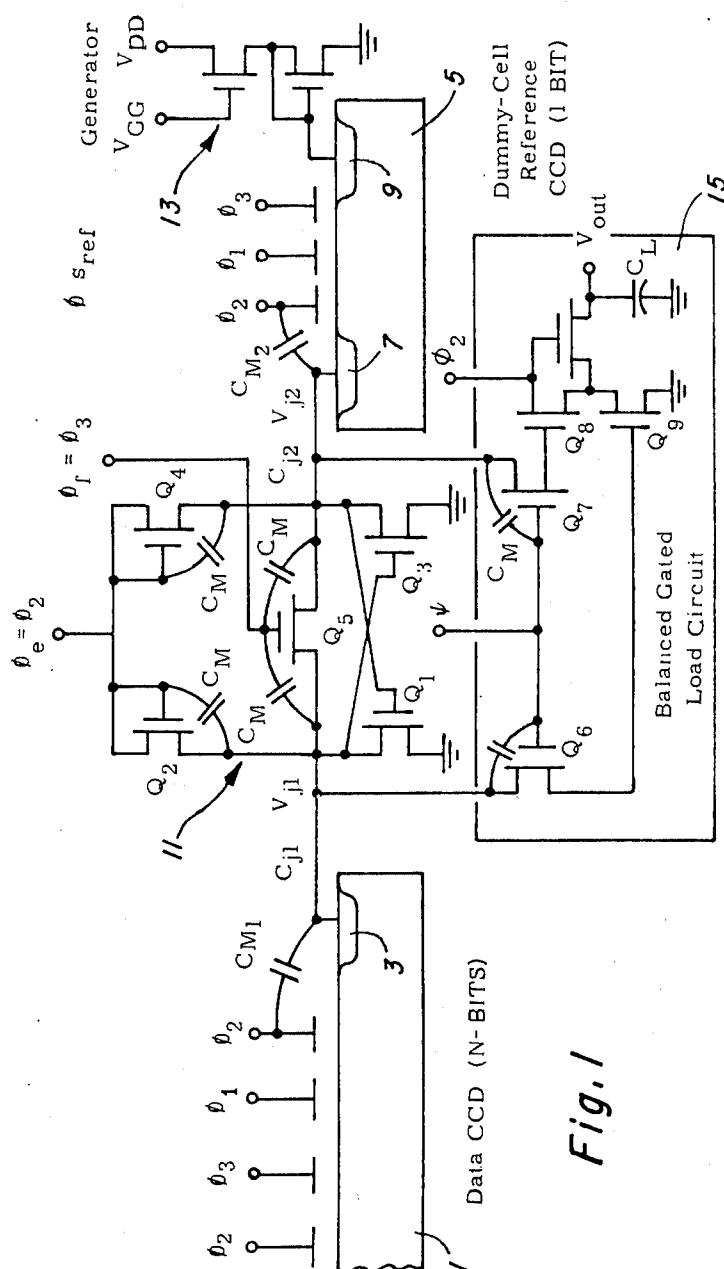 Generator
V_GG
V_DD
13
ϕ s_ref
ϕ_2
ϕ_1
ϕ_3
C_M2
V_j2
C_j2
7
9
5
Dummy-Cell
Reference
CCD (1 BIT)
ϕ_e = ϕ_2
ϕ_f = ϕ_3
Q_2
Q_4
C_M
C_M
C_M
C_M
Q_5
Q_1
Q_3
11
V_j1
C_j1
ψ
ϕ_2
C_M
Q_6
Q_7
Q_8
Q_9
V_out
C_L
Balanced Gated
Load Circuit
15
C_M1
ϕ_2
ϕ_3
ϕ_1
ϕ_2
3
1
Data CCD (N-BITS)
Fig. 1